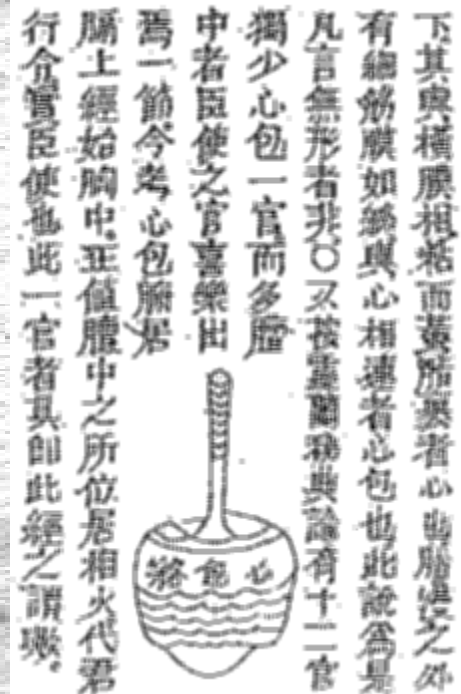 下其與橫膜相粘而黃脂裹者心也脂漫之外
有細筋膜如絲與心相連者心包也此說為是
凡言無形者非○又按靈蘭秘典論有十二官
獨少心包一官而多膻
中者臣使之官喜樂出
焉一節今考心包臟居
膈上經始胸中正值膻中之所位居相火代君
行令實臣使也此一官者其即此經之謂歟。
心包絡